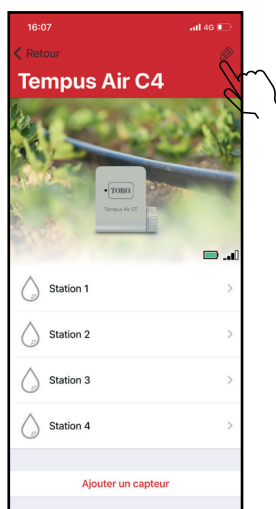 16:07
4G
Retour
Tempus Air C4
TORO
Tempus Air CT
Station 1
Station 2
Station 3
Station 4
Ajouter un capteur